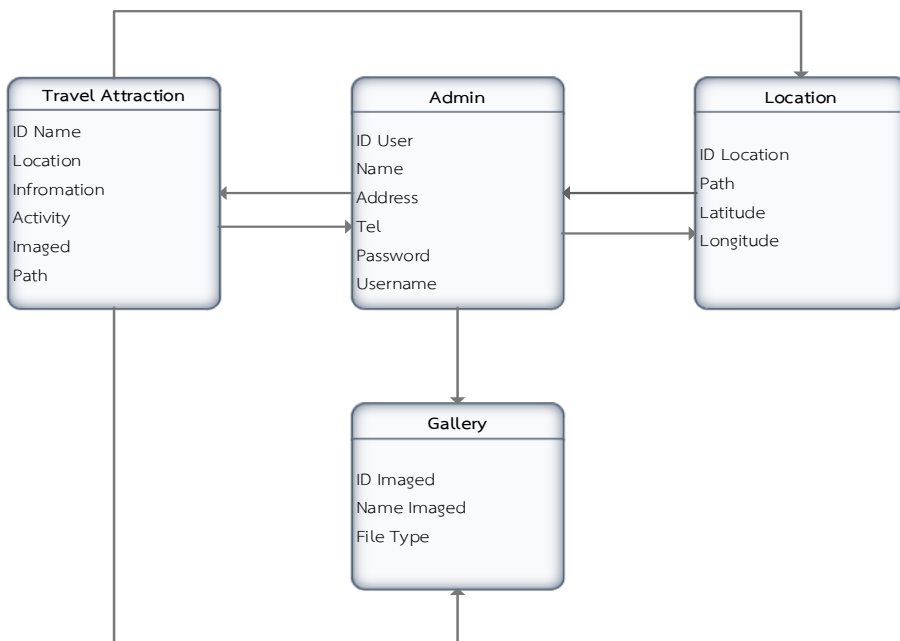 Travel Attraction
ID Name
Location
Infromation
Activity
Imaged
Path
Admin
ID User
Name
Address
Tel
Password
Username
Location
ID Location
Path
Latitude
Longitude
Gallery
ID Imaged
Name Imaged
File Type